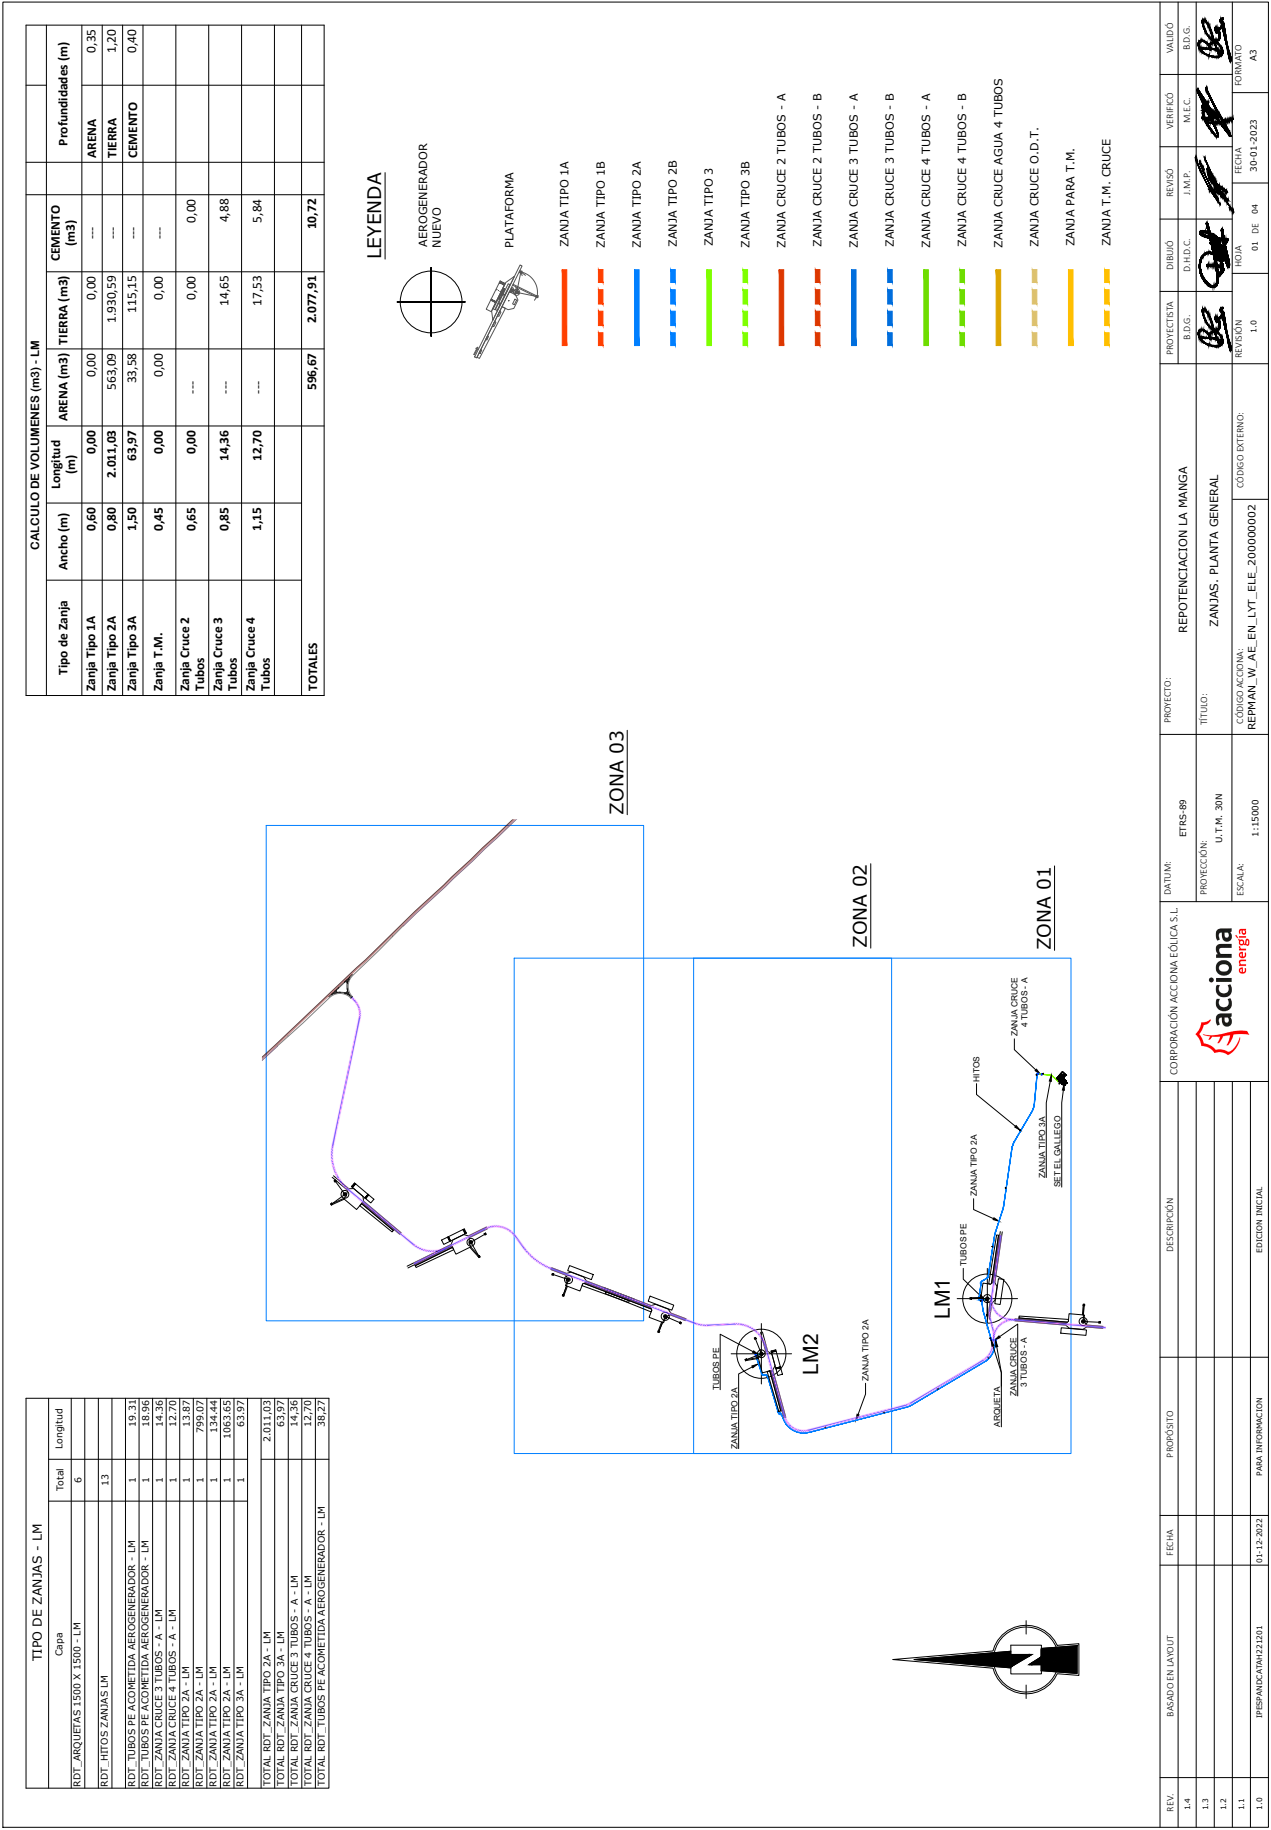 TIPO DE ZANJAS - LM
Capa Total Longitud
RDT_ARQUETAS 1500 X 1500 - LM 6
RDT_HITOS ZANJAS LM 13
RDT_TUBOS PE ACOMETIDA AEROGENERADOR - LM 1 19.31
RDT_TUBOS PE ACOMETIDA AEROGENERADOR - LM 1 18.96
RDT_ZANJA CRUCE 3 TUBOS - A - LM 1 14.36
RDT_ZANJA CRUCE 4 TUBOS - A - LM 1 12.70
RDT_ZANJA TIPO 2A - LM 1 13.87
RDT_ZANJA TIPO 2A - LM 1 799.07
RDT_ZANJA TIPO 2A - LM 1 134.44
RDT_ZANJA TIPO 2A - LM 1 1063.65
RDT_ZANJA TIPO 3A - LM 1 63.97
TOTAL RDT_ZANJA TIPO 2A - LM 2.011,03
TOTAL RDT_ZANJA TIPO 3A - LM 63,97
TOTAL RDT_ZANJA CRUCE 3 TUBOS - A - LM 14,36
TOTAL RDT_ZANJA CRUCE 4 TUBOS - A - LM 12,70
TOTAL RDT_TUBOS PE ACOMETIDA AEROGENERADOR - LM 38,27
CALCULO DE VOLUMENES (m3) - LM
Tipo de Zanja Ancho (m) Longitud (m) ARENA (m3) TIERRA (m3) CEMENTO (m3) Profundidades (m)
Zanja Tipo 1A 0,60 0,00 0,00 0,00 --- ARENA 0,35
Zanja Tipo 2A 0,80 2.011,03 563,09 1.930,59 --- TIERRA 1,20
Zanja Tipo 3A 1,50 63,97 33,58 115,15 --- CEMENTO 0,40
Zanja T.M. 0,45 0,00 0,00 0,00 ---
Zanja Cruce 2 Tubos 0,65 0,00 --- 0,00 0,00
Zanja Cruce 3 Tubos 0,85 14,36 --- 14,65 4,88
Zanja Cruce 4 Tubos 1,15 12,70 --- 17,53 5,84
TOTALES 596,67 2.077,91 10,72
LEYENDA
AEROGENERADOR
NUEVO
PLATAFORMA
ZANJA TIPO 1A
ZANJA TIPO 1B
ZANJA TIPO 2A
ZANJA TIPO 2B
ZANJA TIPO 3
ZANJA TIPO 3B
ZANJA CRUCE 2 TUBOS - A
ZANJA CRUCE 2 TUBOS - B
ZANJA CRUCE 3 TUBOS - A
ZANJA CRUCE 3 TUBOS - B
ZANJA CRUCE 4 TUBOS - A
ZANJA CRUCE 4 TUBOS - B
ZANJA CRUCE AGUA 4 TUBOS
ZANJA CRUCE O.D.T.
ZANJA PARA T.M.
ZANJA T.M. CRUCE
ZONA 03
ZONA 02
ZONA 01
TUBOS PE
ZANJA TIPO 2A
LM2
ZANJA TIPO 2A
LM1
TUBOS PE
ZANJA TIPO 2A
HITOS
ZANJA CRUCE
4 TUBOS - A
ARQUETA
ZANJA CRUCE
3 TUBOS - A
ZANJA TIPO 3A
SET EL GALLEGO
N
REV. BASADO EN LAYOUT FECHA PROPÓSITO DESCRIPCIÓN
1.4
1.3
1.2
1.1
1.0 IPESPANDCATAH221201 01-12-2022 PARA INFORMACION EDICION INICIAL
CORPORACIÓN ACCIONA EÓLICA S.L.
acciona
energía
DATUM:
ETRS-89
PROYECCIÓN:
U.T.M. 30N
ESCALA:
1:15000
PROYECTO:
REPOTENCIACION LA MANGA
TÍTULO:
ZANJAS. PLANTA GENERAL
CÓDIGO ACCIONA:
REPMAN_W_AE_EN_LYT_ELE_200000002
CÓDIGO EXTERNO:
PROYECTISTA DIBUJÓ REVISÓ VERIFICÓ VALIDÓ
B.D.G. D.H.D.C. J.M.P. M.E.C. B.D.G.
REVISIÓN HOJA FECHA FORMATO
1.0 01 DE 04 30-01-2023 A3